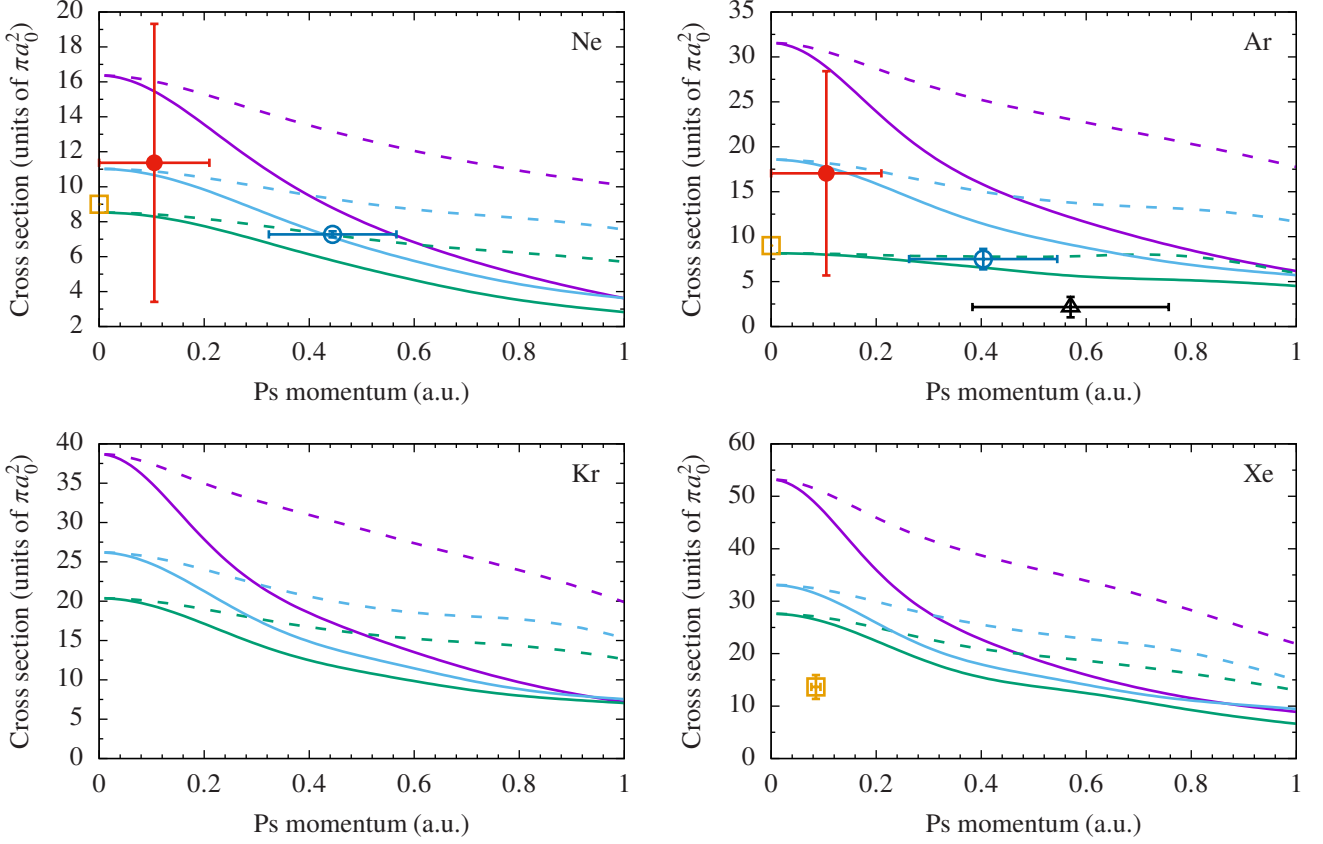 Cross section (units of πa₀²)
20
18
16
14
12
10
8
6
4
2
Ne
0 0.2 0.4 0.6 0.8 1
Ps momentum (a.u.)
Cross section (units of πa₀²)
35
30
25
20
15
10
5
0
Ar
0 0.2 0.4 0.6 0.8 1
Ps momentum (a.u.)
Cross section (units of πa₀²)
40
35
30
25
20
15
10
5
0
Kr
0 0.2 0.4 0.6 0.8 1
Ps momentum (a.u.)
Cross section (units of πa₀²)
60
50
40
30
20
10
0
Xe
0 0.2 0.4 0.6 0.8 1
Ps momentum (a.u.)